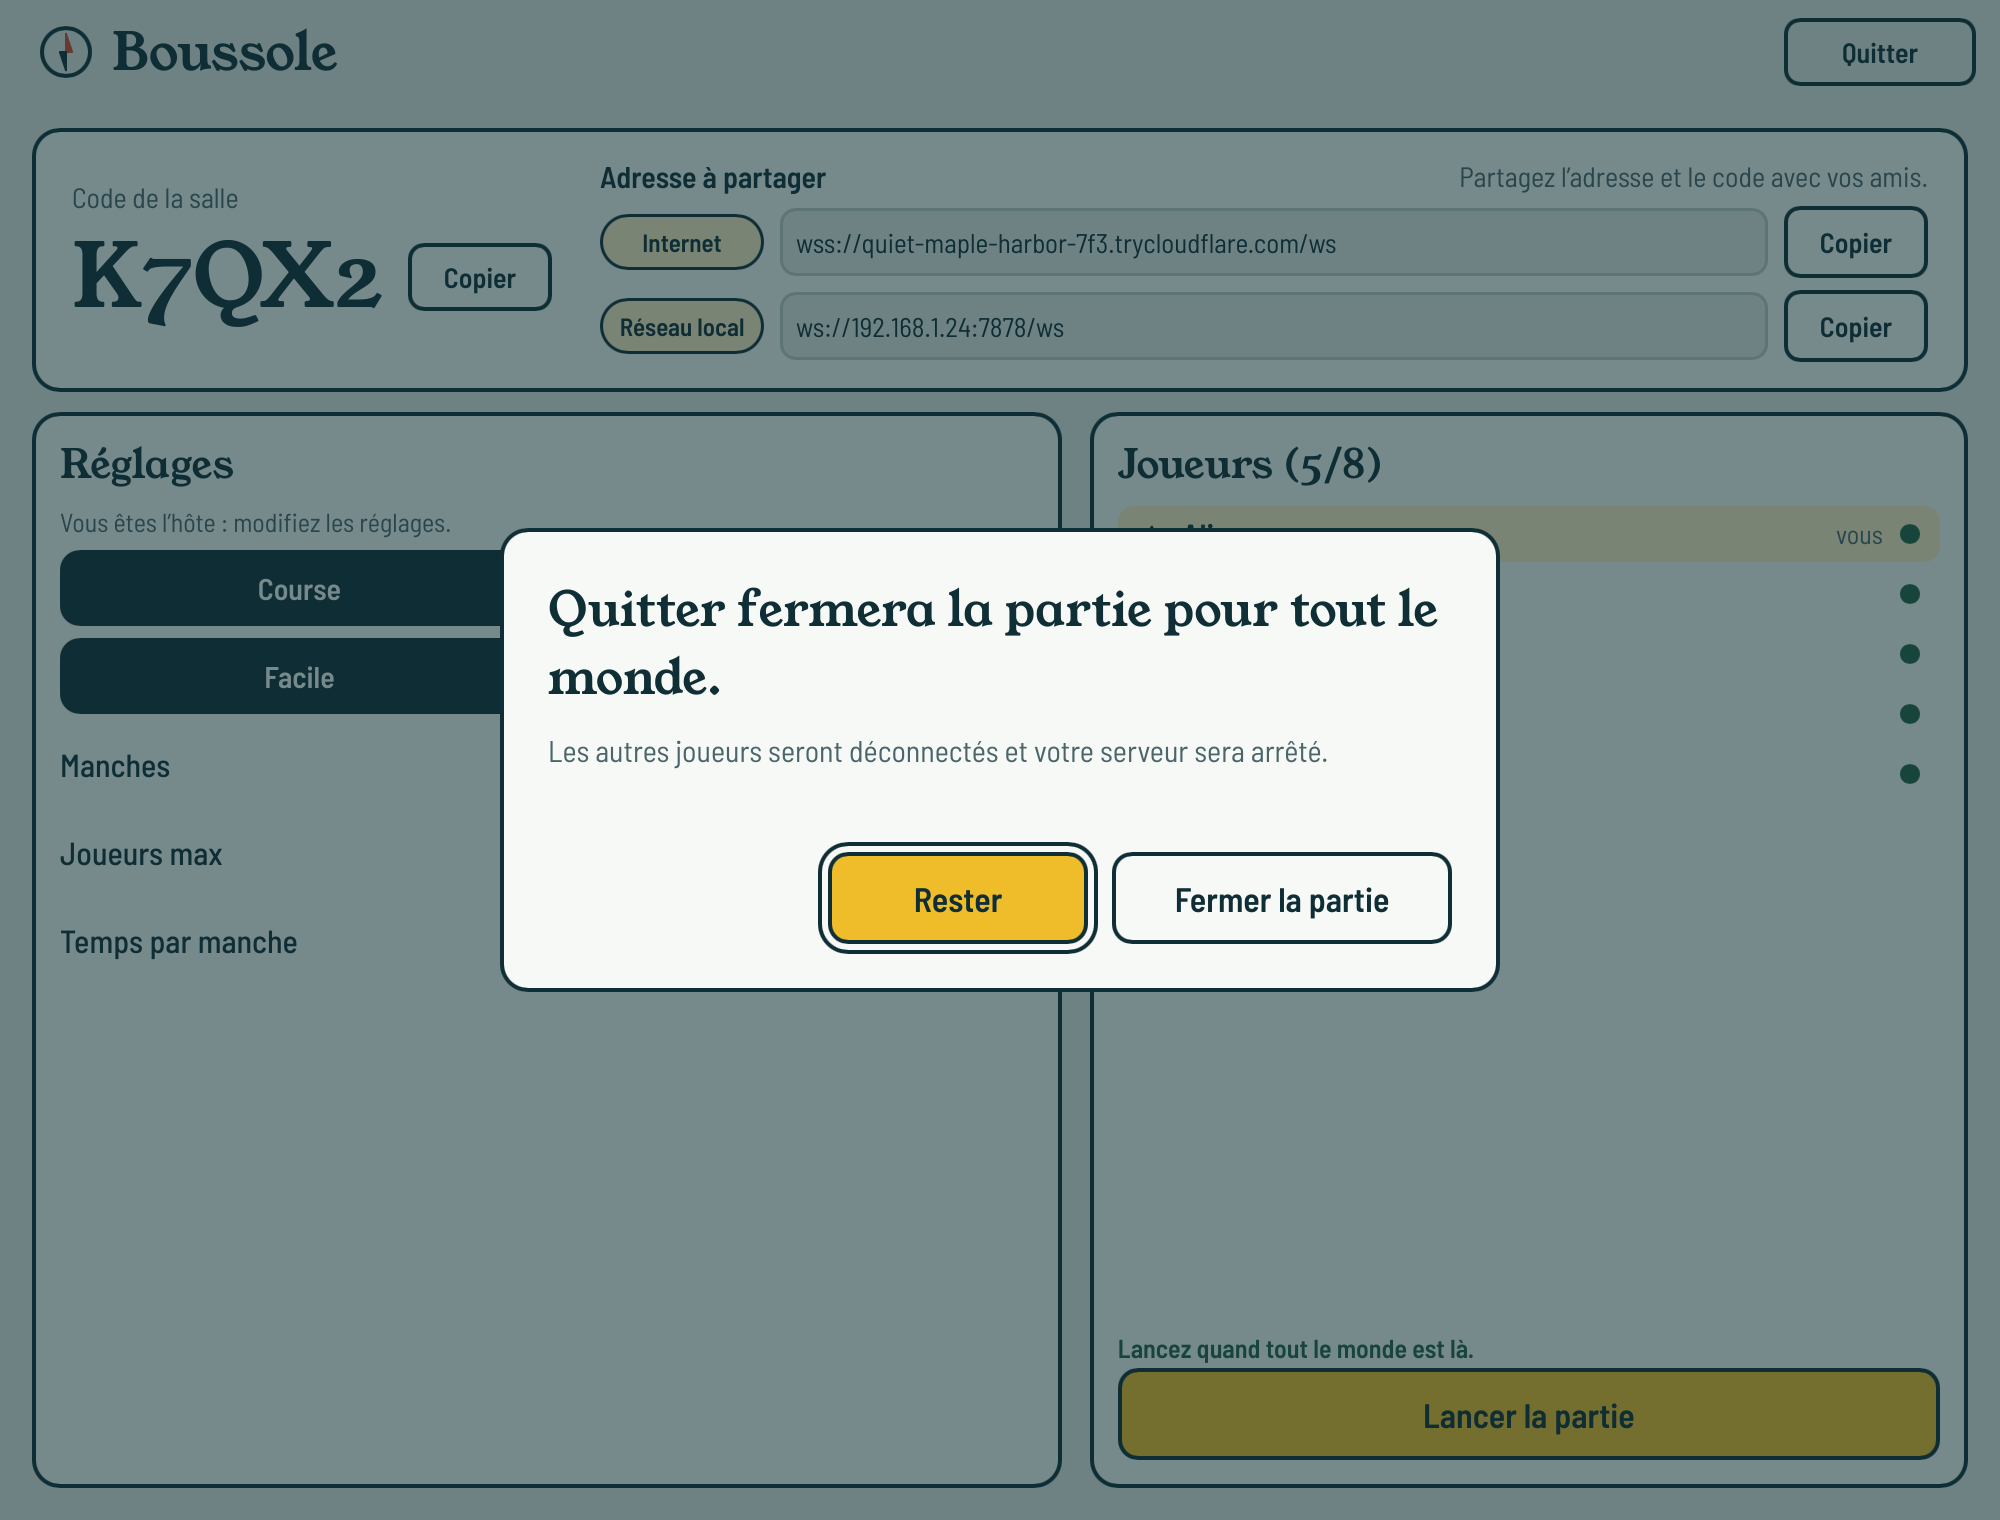 Boussole
Quitter
Code de la salle
K7QX2
Copier
Adresse à partager
Partagez l'adresse et le code avec vos amis.
Internet
wss://quiet-maple-harbor-7f3.trycloudflare.com/ws
Copier
Réseau local
ws://192.168.1.24:7878/ws
Copier
Réglages
Vous êtes l'hôte : modifiez les réglages.
Course
Facile
Manches
Joueurs max
Temps par manche
Joueurs (5/8)
vous
Quitter fermera la partie pour tout le
monde.
Les autres joueurs seront déconnectés et votre serveur sera arrêté.
Rester
Fermer la partie
Lancez quand tout le monde est là.
Lancer la partie